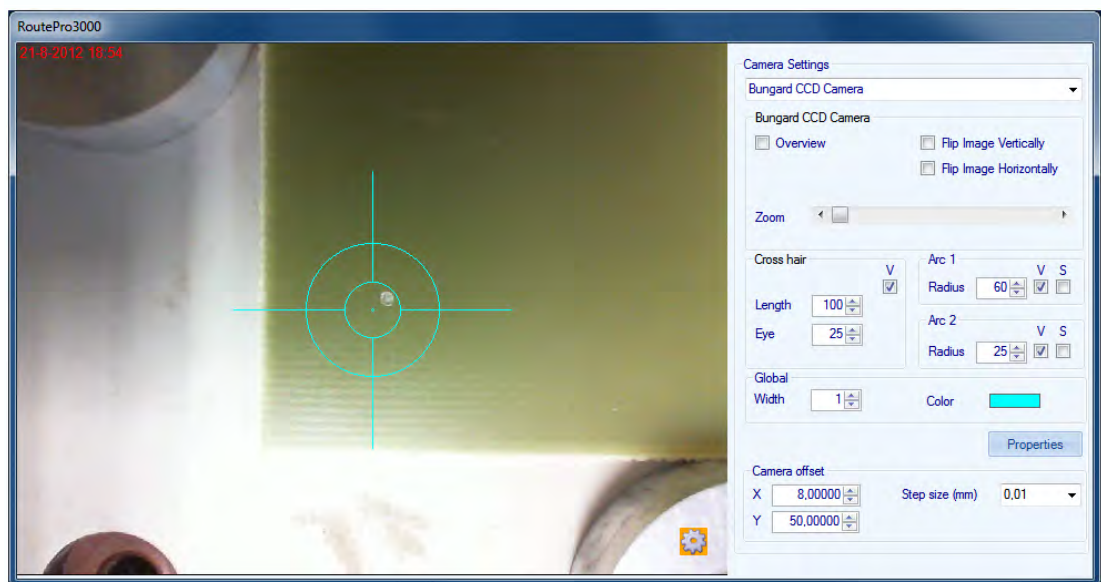 RoutePro3000
21-8-2012 18:54
Camera Settings
Bungard CCD Camera
Bungard CCD Camera
Overview
Flip Image Vertically
Flip Image Horizontally
Zoom
Cross hair
V
Length 100
Eye 25
Arc 1
V S
Radius 60
Arc 2
V S
Radius 25
Global
Width 1
Color
Properties
Camera offset
X 8,00000
Step size (mm) 0,01
Y 50,00000